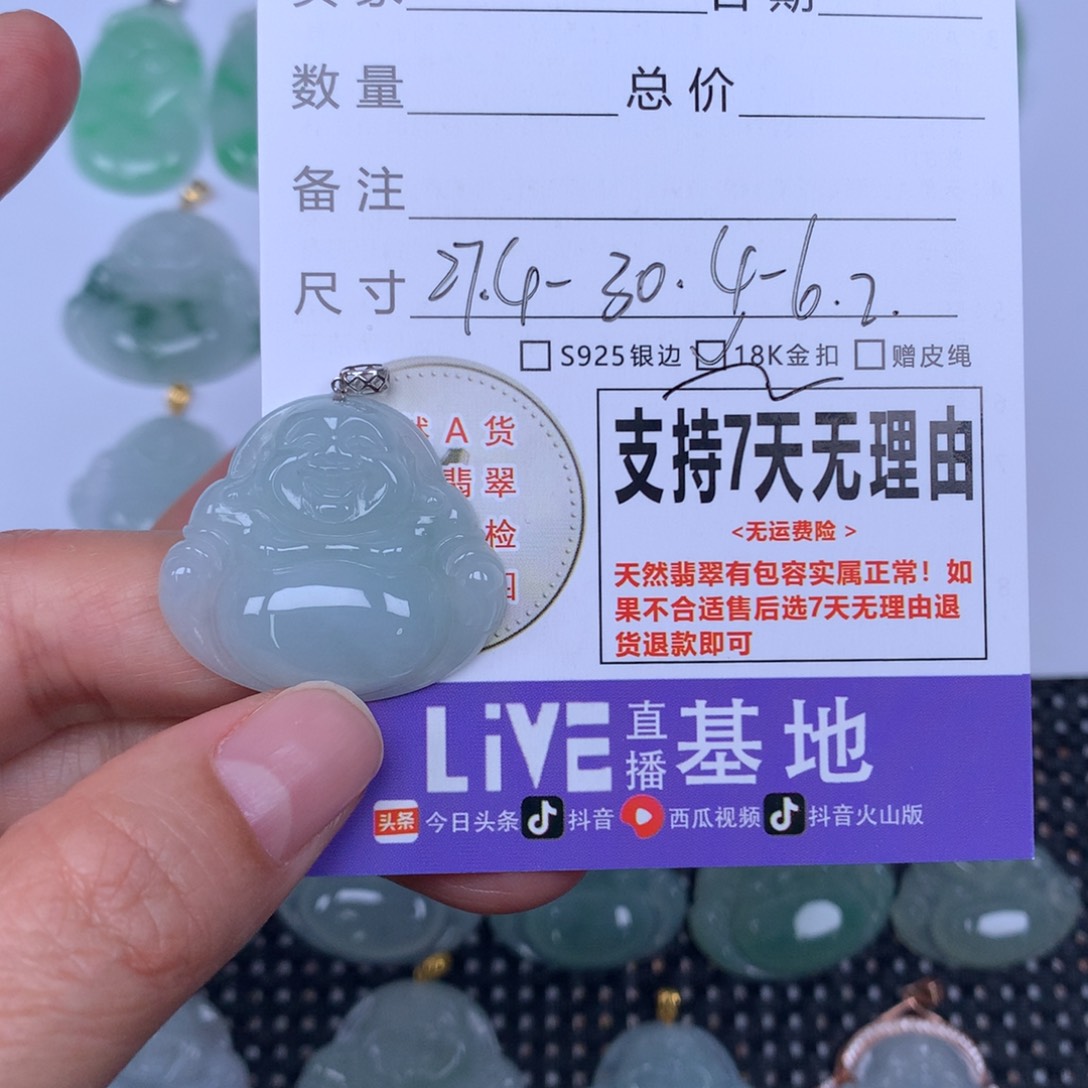 数量 总价
备注
尺寸 27.4-30.4-6.2.
S925银边 18K金扣 赠皮绳
A货
翡翠
检
支持7天无理由
<无运费险>
天然翡翠有包容实属正常！如
果不合适售后选7天无理由退
货退款即可
LiVE 直播 基地
头条 今日头条 抖音 西瓜视频 抖音火山版